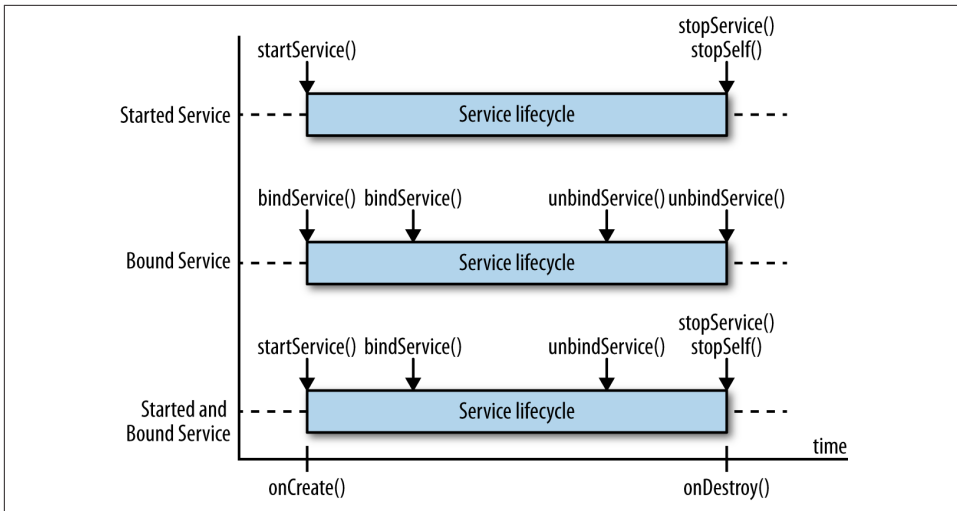 stopService()
startService() stopSelf()
Started Service Service lifecycle
bindService() bindService() unbindService() unbindService()
Bound Service Service lifecycle
stopService()
startService() bindService() unbindService() stopSelf()
Started and Service lifecycle
Bound Service
time
onCreate() onDestroy()